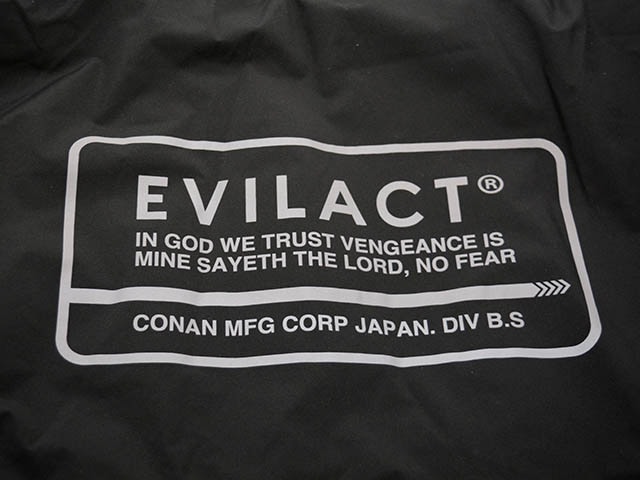 EVILACT®
IN GOD WE TRUST VENGEANCE IS
MINE SAYETH THE LORD, NO FEAR
CONAN MFG CORP JAPAN. DIV B.S